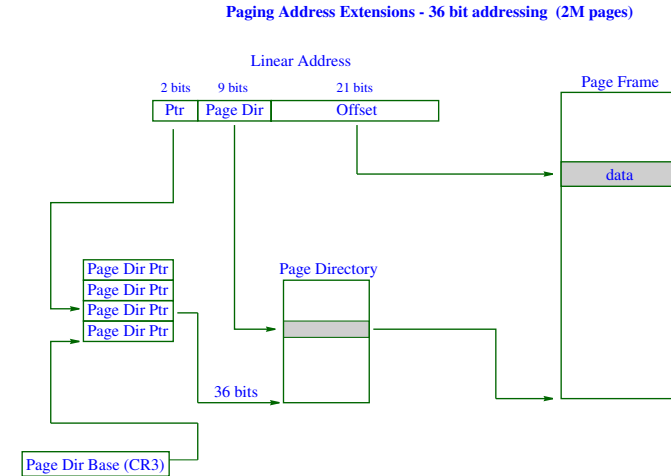 Paging Address Extensions - 36 bit addressing (2M pages)
Linear Address
2 bits 9 bits 21 bits
Ptr Page Dir Offset
Page Frame
data
Page Dir Ptr
Page Dir Ptr
Page Dir Ptr
Page Dir Ptr
Page Directory
36 bits
Page Dir Base (CR3)